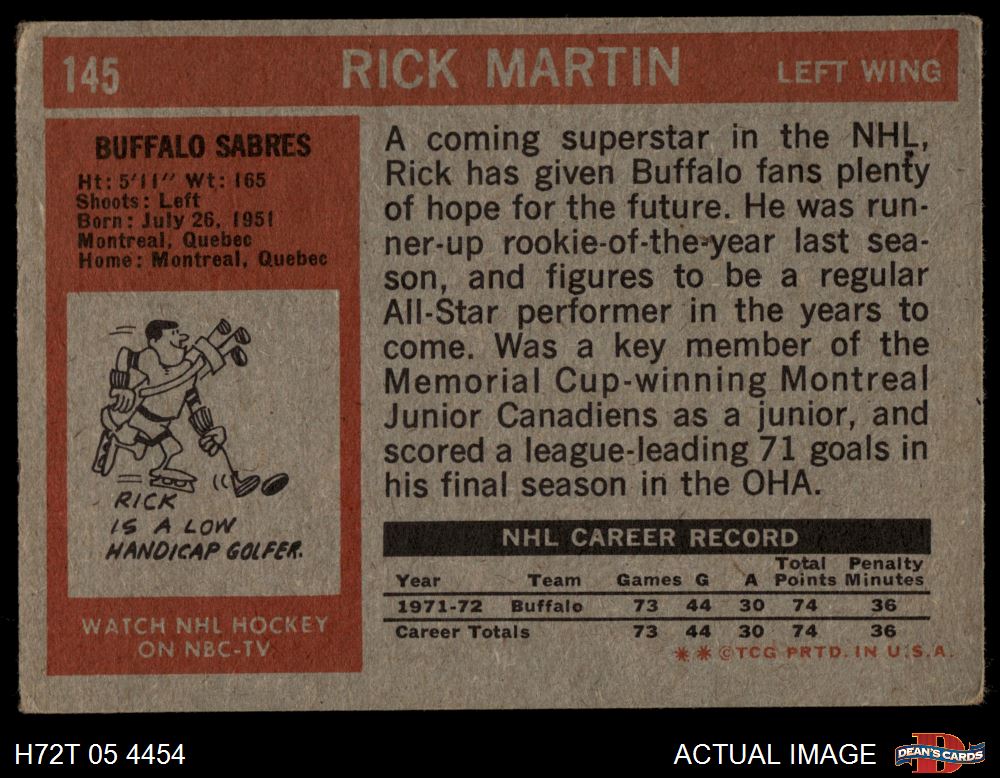 145 RICK MARTIN LEFT WING
BUFFALO SABRES
Ht: 5'11" Wt: 165
Shoots: Left
Born: July 26, 1951
Montreal, Quebec
Home: Montreal, Quebec
RICK
IS A LOW
HANDICAP GOLFER.
WATCH NHL HOCKEY
ON NBC-TV
A coming superstar in the NHL,
Rick has given Buffalo fans plenty
of hope for the future. He was run-
ner-up rookie-of-the-year last sea-
son, and figures to be a regular
All-Star performer in the years to
come. Was a key member of the
Memorial Cup-winning Montreal
Junior Canadiens as a junior, and
scored a league-leading 71 goals in
his final season in the OHA.
NHL CAREER RECORD
Total Penalty
Year Team Games G A Points Minutes
1971-72 Buffalo 73 44 30 74 36
Career Totals 73 44 30 74 36
✶ ✶ ©TCG PRTD. IN U.S.A.
H72T 05 4454
ACTUAL IMAGE
D
DEAN'S CARDS